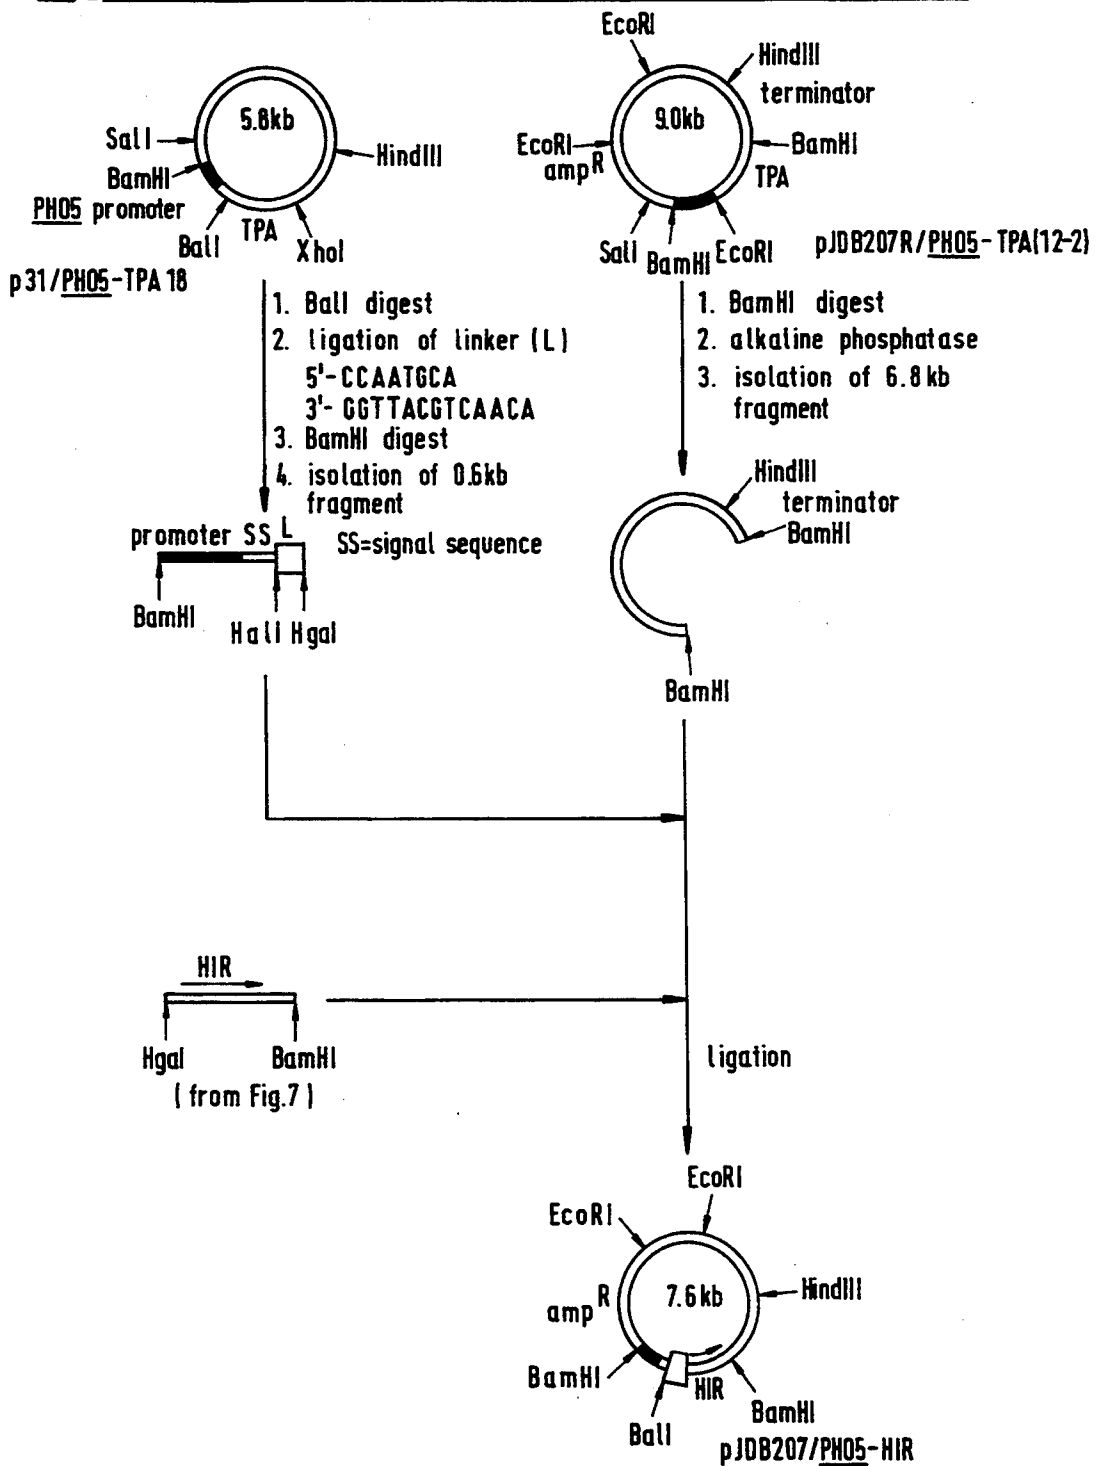 EcoRI
HindIII
terminator
5.8kb
9.0kb
SalI
HindIII
EcoRI
BamHI
amp R
TPA
BamHI
PHO5 promoter
BalI
TPA
XhoI
SalI
BamHI
EcoRI
pJDB207R/PHO5-TPA(12-2)
p31/PHO5-TPA 18
1. BalI digest
2. ligation of linker (L)
5'-CCAATGCA
3'-GGTTACGTCAACA
3. BamHI digest
4. isolation of 0.6kb
fragment
1. BamHI digest
2. alkaline phosphatase
3. isolation of 6.8kb
fragment
HindIII
terminator
BamHI
promoter SS L
SS=signal sequence
BamHI
HalI HgaI
BamHI
HIR
HgaI
BamHI
(from Fig.7)
ligation
EcoRI
EcoRI
amp R
7.6kb
HindIII
BamHI
HIR
BalI
BamHI
pJDB207/PHO5-HIR